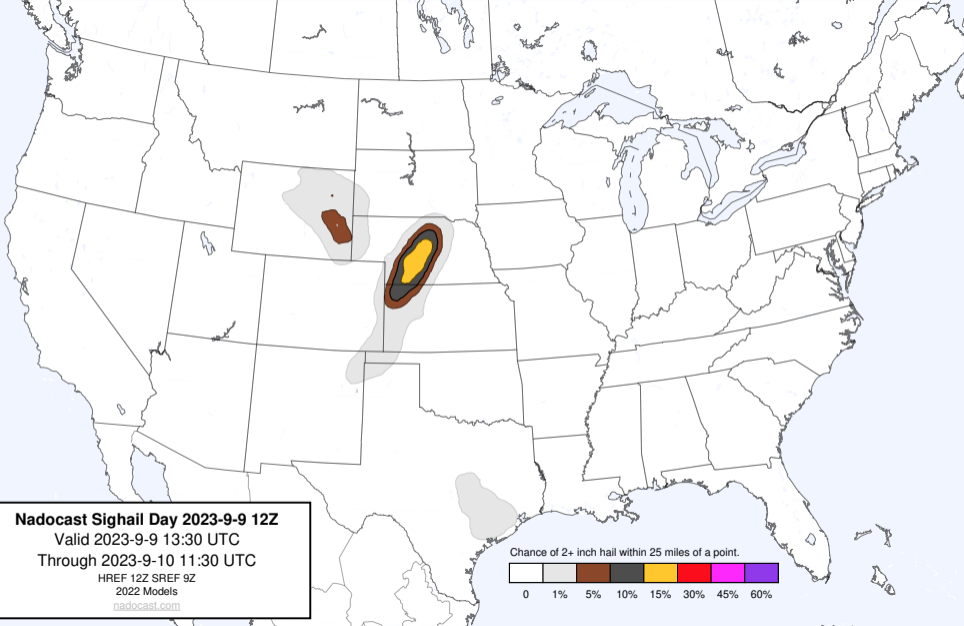 Nadocast Sighail Day 2023-9-9 12Z
Valid 2023-9-9 13:30 UTC
Through 2023-9-10 11:30 UTC
HREF 12Z SREF 9Z
2022 Models
nadocast.com
Chance of 2+ inch hail within 25 miles of a point.
0 1% 5% 10% 15% 30% 45% 60%